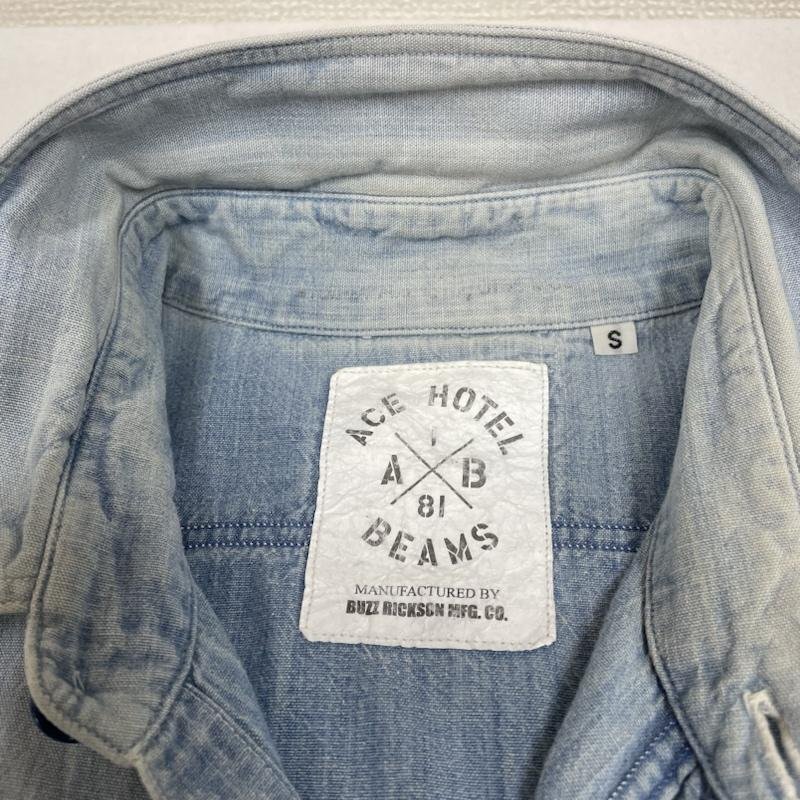 S
ACE HOTEL
I
A B
81
BEAMS
MANUFACTURED BY
BUZZ RICKSON MFG. CO.